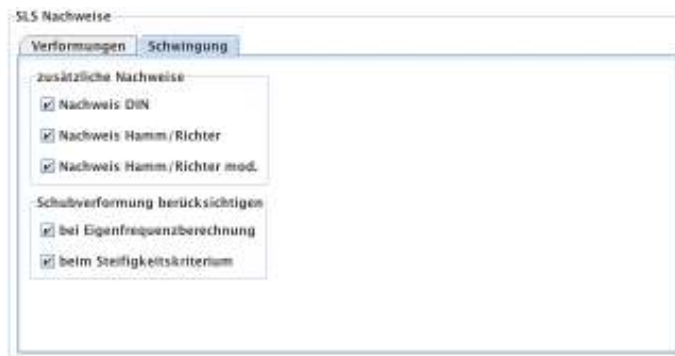 SLS Nachweise
Verformungen Schwingung
zusätzliche Nachweise
Nachweis DIN
Nachweis Hamm/Richter
Nachweis Hamm/Richter mod.
Schubverformung berücksichtigen
bei Eigenfrequenzberechnung
beim Steifigkeitskriterium